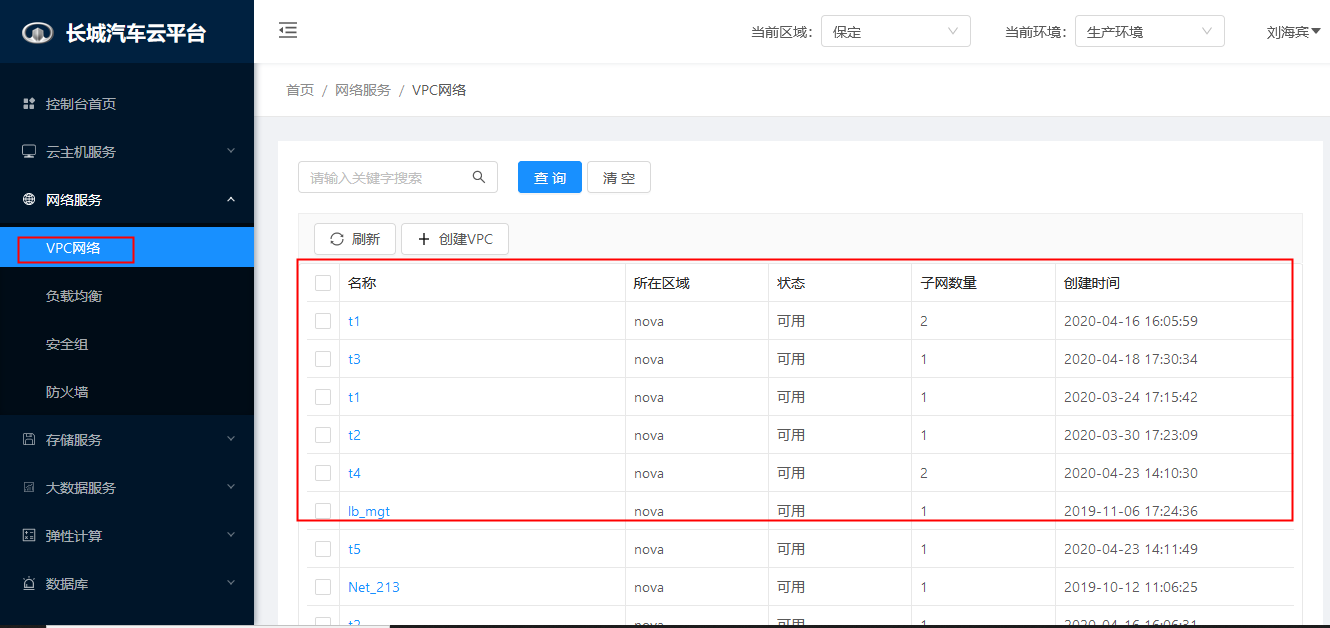 长城汽车云平台
当前区域: 保定
当前环境: 生产环境
刘海宾
控制台首页
云主机服务
网络服务
VPC网络
负载均衡
安全组
防火墙
存储服务
大数据服务
弹性计算
数据库
首页 / 网络服务 / VPC网络
请输入关键字搜索
查 询
清 空
刷新
创建VPC
名称 所在区域 状态 子网数量 创建时间
t1 nova 可用 2 2020-04-16 16:05:59
t3 nova 可用 1 2020-04-18 17:30:34
t1 nova 可用 1 2020-03-24 17:15:42
t2 nova 可用 1 2020-03-30 17:23:09
t4 nova 可用 2 2020-04-23 14:10:30
lb_mgt nova 可用 1 2019-11-06 17:24:36
t5 nova 可用 1 2020-04-23 14:11:49
Net_213 nova 可用 1 2019-10-12 11:06:25
t2 nova 可用 1 2020-04-16 16:06:31